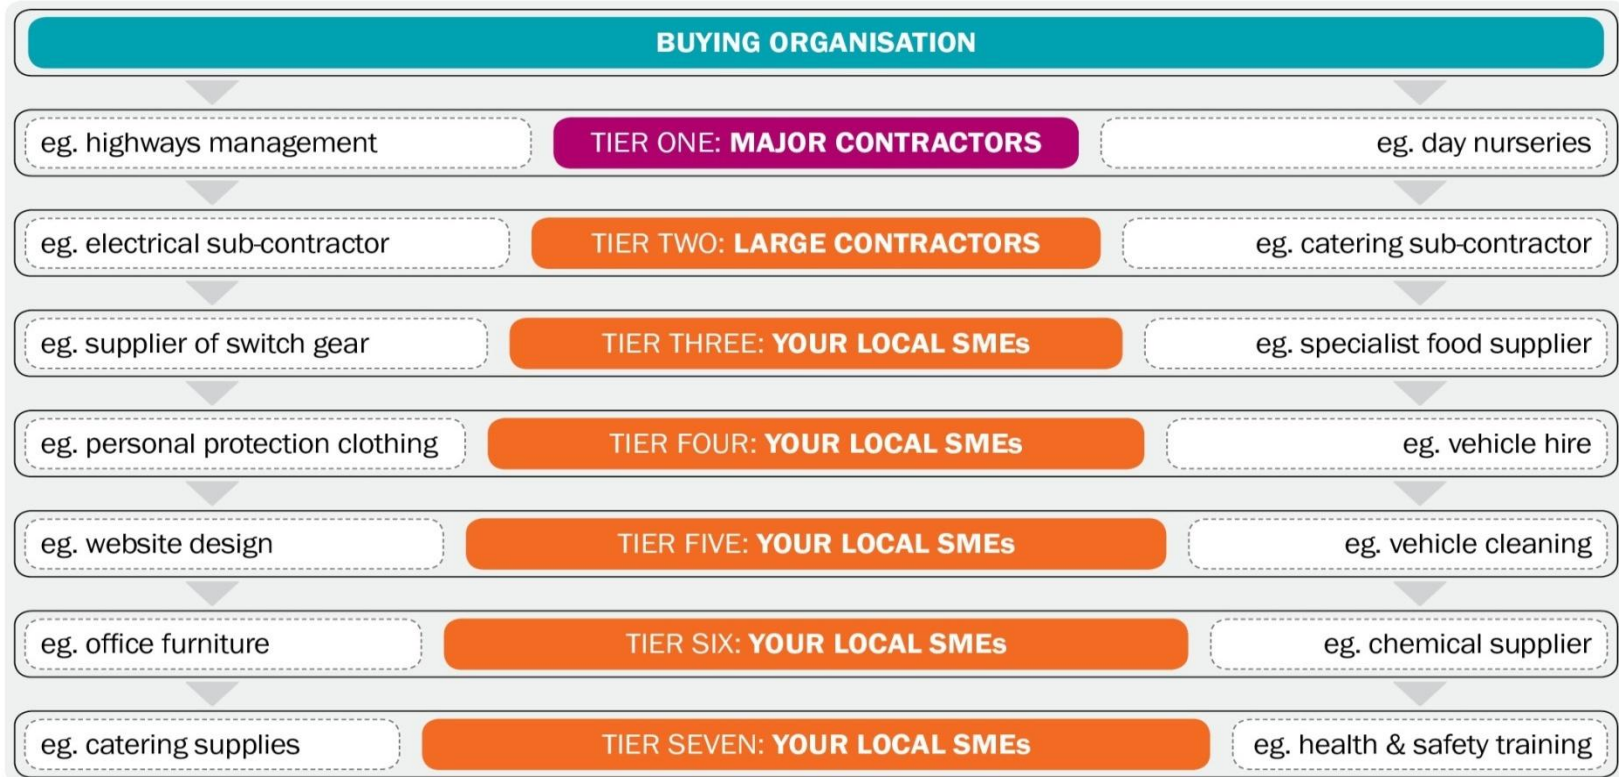 BUYING ORGANISATION
eg. highways management
TIER ONE: MAJOR CONTRACTORS
eg. day nurseries
eg. electrical sub-contractor
TIER TWO: LARGE CONTRACTORS
eg. catering sub-contractor
eg. supplier of switch gear
TIER THREE: YOUR LOCAL SMEs
eg. specialist food supplier
eg. personal protection clothing
TIER FOUR: YOUR LOCAL SMEs
eg. vehicle hire
eg. website design
TIER FIVE: YOUR LOCAL SMEs
eg. vehicle cleaning
eg. office furniture
TIER SIX: YOUR LOCAL SMEs
eg. chemical supplier
eg. catering supplies
TIER SEVEN: YOUR LOCAL SMEs
eg. health & safety training